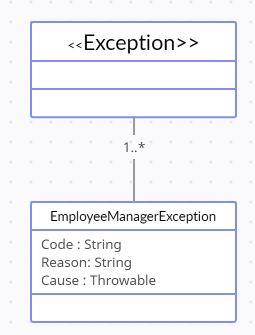 <<Exception>>
1..*
EmployeeManagerException
Code : String
Reason: String
Cause : Throwable